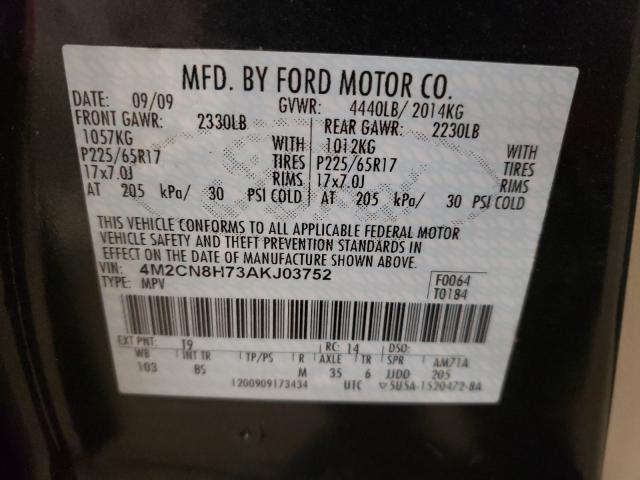 MFD. BY FORD MOTOR CO.
DATE: 09/09 GVWR: 4440LB/ 2014KG
FRONT GAWR: 2330LB REAR GAWR: 2230LB
1057KG WITH 1012KG WITH
P225/65R17 TIRES P225/65R17 TIRES
17x7.0J RIMS 17x7.0J RIMS
AT 205 kPa/ 30 PSI COLD AT 205 kPa/ 30 PSI COLD
THIS VEHICLE CONFORMS TO ALL APPLICABLE FEDERAL MOTOR
VEHICLE SAFETY AND THEFT PREVENTION STANDARDS IN
EFFECT ON THE DATE OF MANUFACTURE SHOWN ABOVE.
VIN: 4M2CN8H73AKJ03752 F0064
TYPE: MPV T0184
EXT PNT: T9 RC: 14 DSO:
WB INT TR TP/PS R AXLE TR SPR AM71A
103 8S M 35 6 JJDD 205
1200909173434 UTC ▽5U5A-1520472-8A